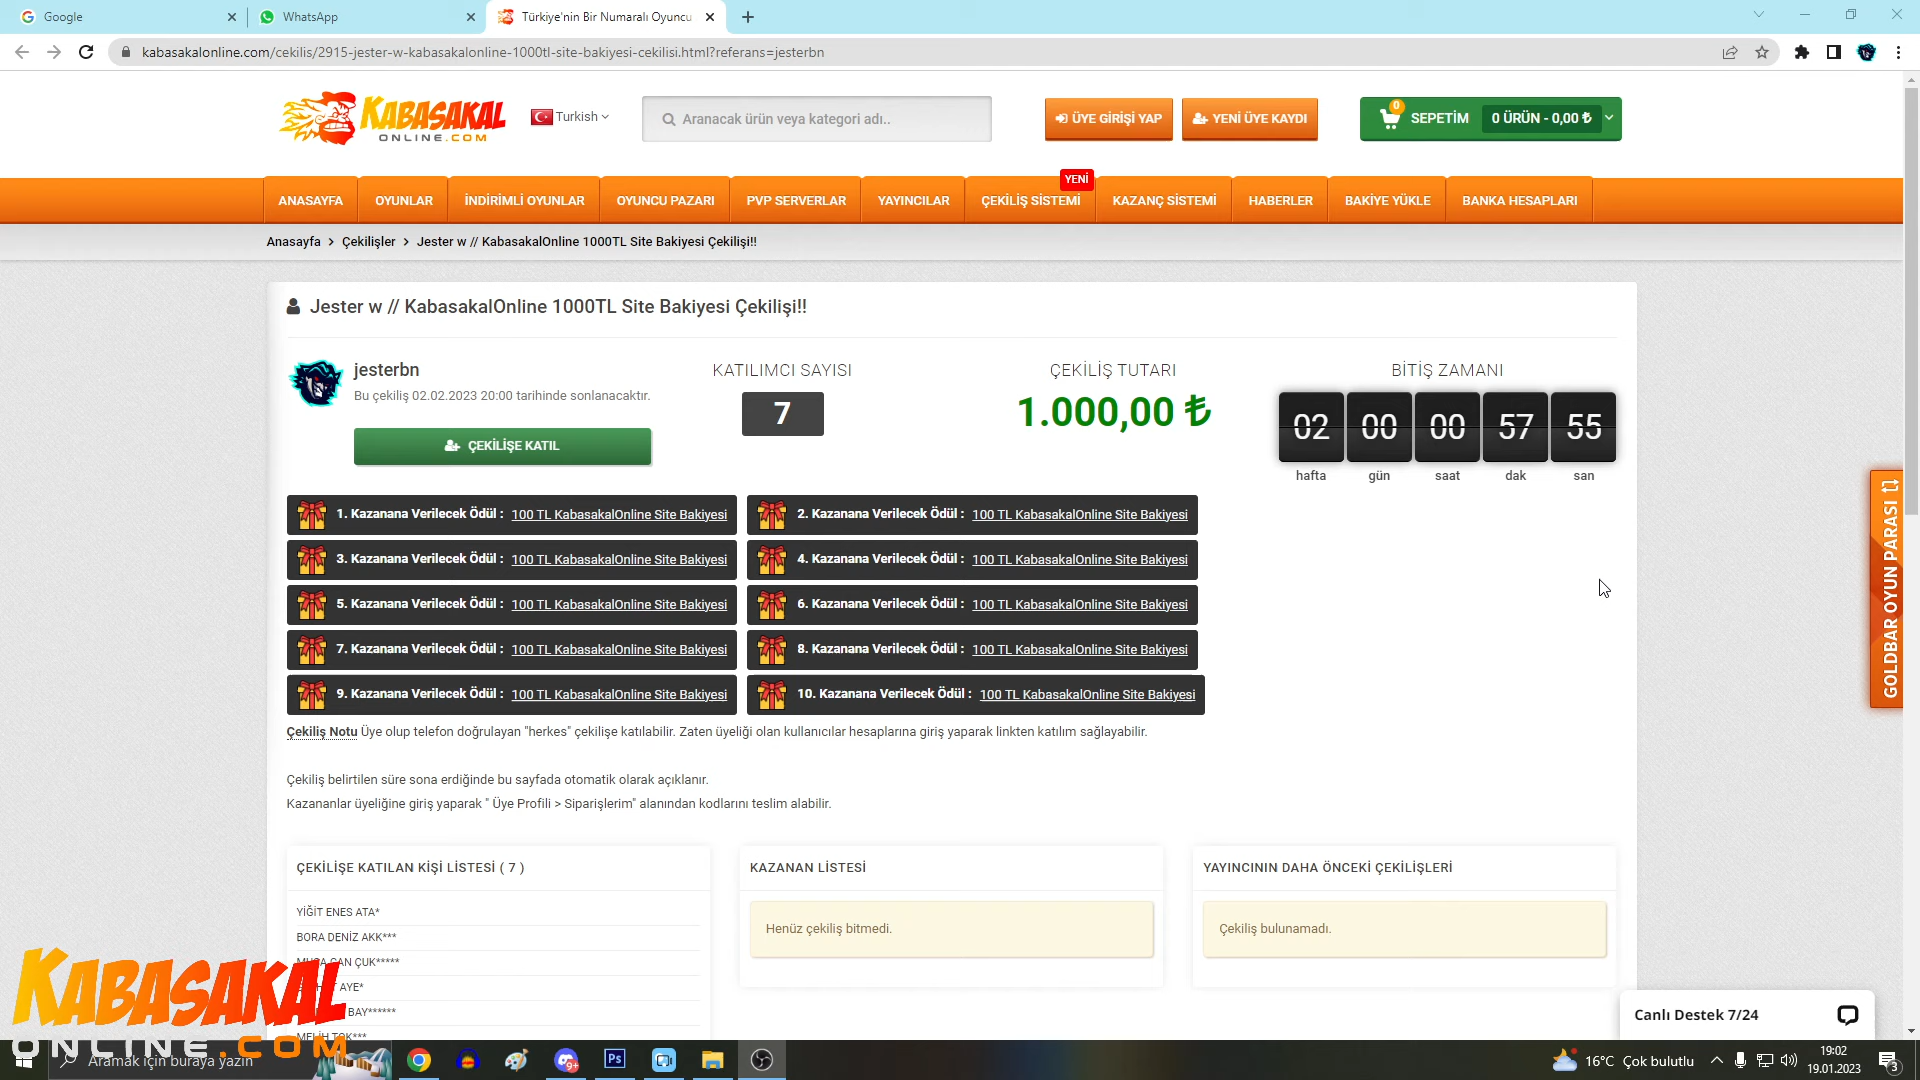 Google
WhatsApp
Türkiye'nin Bir Numaralı Oyuncu
kabasakalonline.com/cekilis/2915-jester-w-kabasakalonline-1000tl-site-bakiyesi-cekilisi.html?referans=jesterbn
KABASAKAL
ONLINE.COM
Turkish
Aranacak ürün veya kategori adı..
ÜYE GİRİŞİ YAP
YENİ ÜYE KAYDI
0
SEPETİM
0 ÜRÜN - 0,00 ₺
YENİ
ANASAYFA
OYUNLAR
İNDİRİMLİ OYUNLAR
OYUNCU PAZARI
PVP SERVERLAR
YAYINCILAR
ÇEKİLİŞ SİSTEMİ
KAZANÇ SİSTEMİ
HABERLER
BAKİYE YÜKLE
BANKA HESAPLARI
Anasayfa > Çekilişler > Jester w // KabasakalOnline 1000TL Site Bakiyesi Çekilişi!!
Jester w // KabasakalOnline 1000TL Site Bakiyesi Çekilişi!!
jesterbn
Bu çekiliş 02.02.2023 20:00 tarihinde sonlanacaktır.
ÇEKİLİŞE KATIL
KATILIMCI SAYISI
7
ÇEKİLİŞ TUTARI
1.000,00 ₺
BİTİŞ ZAMANI
02 00 00 57 55
hafta gün saat dak san
1. Kazanana Verilecek Ödül : 100 TL KabasakalOnline Site Bakiyesi
2. Kazanana Verilecek Ödül : 100 TL KabasakalOnline Site Bakiyesi
3. Kazanana Verilecek Ödül : 100 TL KabasakalOnline Site Bakiyesi
4. Kazanana Verilecek Ödül : 100 TL KabasakalOnline Site Bakiyesi
5. Kazanana Verilecek Ödül : 100 TL KabasakalOnline Site Bakiyesi
6. Kazanana Verilecek Ödül : 100 TL KabasakalOnline Site Bakiyesi
7. Kazanana Verilecek Ödül : 100 TL KabasakalOnline Site Bakiyesi
8. Kazanana Verilecek Ödül : 100 TL KabasakalOnline Site Bakiyesi
9. Kazanana Verilecek Ödül : 100 TL KabasakalOnline Site Bakiyesi
10. Kazanana Verilecek Ödül : 100 TL KabasakalOnline Site Bakiyesi
Çekiliş Notu Üye olup telefon doğrulayan "herkes" çekilişe katılabilir. Zaten üyeliği olan kullanıcılar hesaplarına giriş yaparak linkten katılım sağlayabilir.
Çekiliş belirtilen süre sona erdiğinde bu sayfada otomatik olarak açıklanır.
Kazananlar üyeliğine giriş yaparak " Üye Profili > Siparişlerim" alanından kodlarını teslim alabilir.
GOLDBAR OYUN PARASI
ÇEKİLİŞE KATILAN KİŞİ LİSTESİ ( 7 )
YİĞİT ENES ATA*
BORA DENİZ AKK***
CAN ÇUK*****
AYE*
BAY******
MELİH TOK***
KAZANAN LİSTESİ
Henüz çekiliş bitmedi.
YAYINCININ DAHA ÖNCEKİ ÇEKİLİŞLERİ
Çekiliş bulunamadı.
Canlı Destek 7/24
KABASAKAL
ONLINE.COM
Aramak için buraya yazın
9+
Ps
16°C Çok bulutlu
19:02
19.01.2023
3